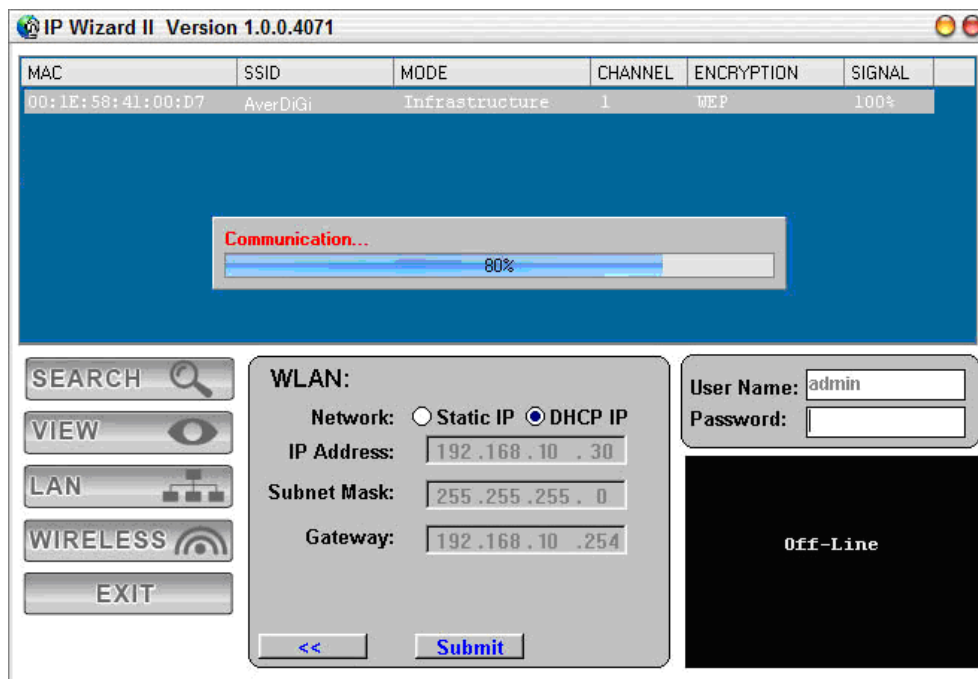 IP Wizard II Version 1.0.0.4071
MAC SSID MODE CHANNEL ENCRYPTION SIGNAL
00:1E:58:41:00:D7 AverDiGi Infrastructure 1 WEP 100%
Communication...
80%
SEARCH
VIEW
LAN
WIRELESS
EXIT
WLAN:
Network: Static IP DHCP IP
IP Address: 192 .168 .10 .30
Subnet Mask: 255 .255 .255 . 0
Gateway: 192 .168 .10 .254
<< Submit
User Name: admin
Password:
Off-Line